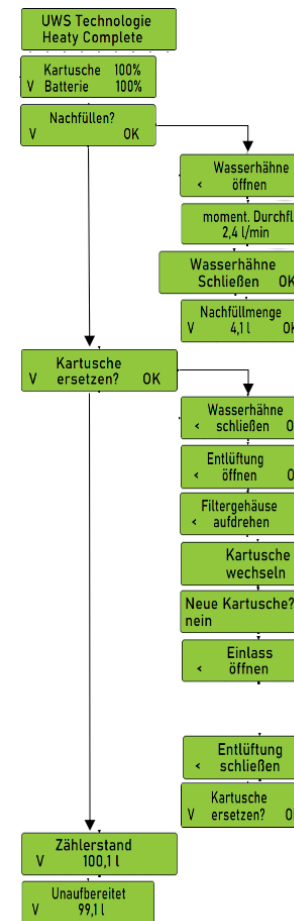 UWS Technologie
Heaty Complete
Kartusche 100%
V Batterie 100%
Nachfüllen?
V OK
Wasserhähne
< öffnen
moment. Durchfl
2,4 l/min
Wasserhähne
Schließen OK
Nachfüllmenge
V 4,1 l OK
Kartusche
V ersetzen? OK
Wasserhähne
< schließen O
Entlüftung
< öffnen O
Filtergehäuse
< aufdrehen
Kartusche
wechseln
Neue Kartusche?
nein
Einlass
< öffnen
Entlüftung
< schließen
Kartusche
V ersetzen? OK
Zählerstand
V 100,1 l
Unaufbereitet
V 99,1 l